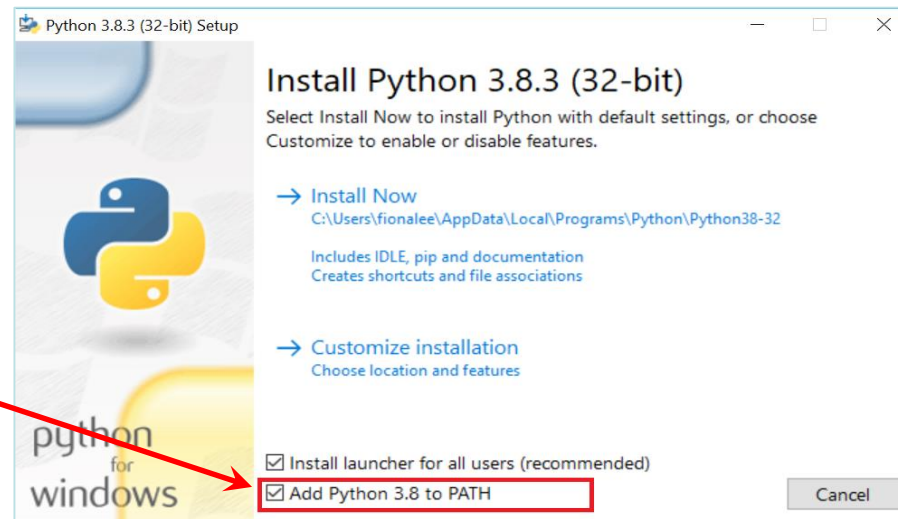 Python 3.8.3 (32-bit) Setup
Install Python 3.8.3 (32-bit)
Select Install Now to install Python with default settings, or choose
Customize to enable or disable features.
Install Now
C:\Users\fionalee\AppData\Local\Programs\Python\Python38-32
Includes IDLE, pip and documentation
Creates shortcuts and file associations
Customize installation
Choose location and features
python
for
windows
Install launcher for all users (recommended)
Add Python 3.8 to PATH
Cancel